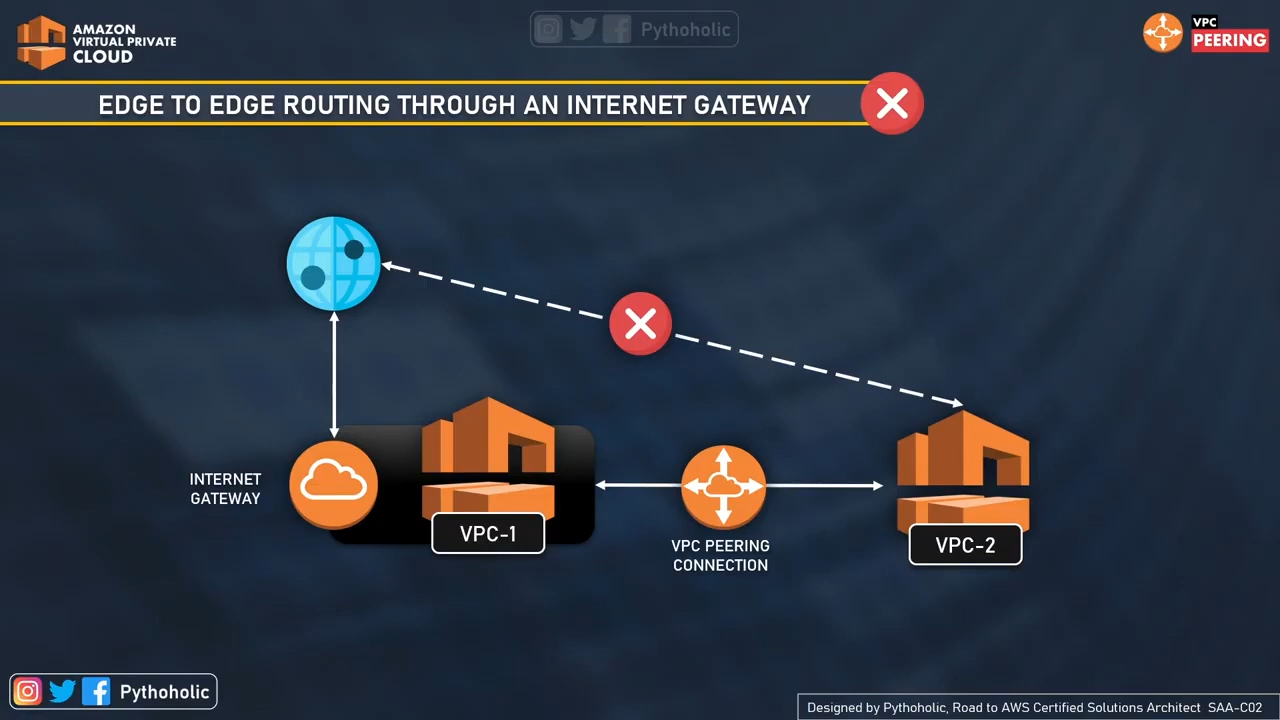 Pythoholic
AMAZON
VIRTUAL PRIVATE
CLOUD
VPC
PEERING
EDGE TO EDGE ROUTING THROUGH AN INTERNET GATEWAY
INTERNET
GATEWAY
VPC-1
VPC PEERING
CONNECTION
VPC-2
Pythoholic
Designed by Pythoholic, Road to AWS Certified Solutions Architect SAA-C02